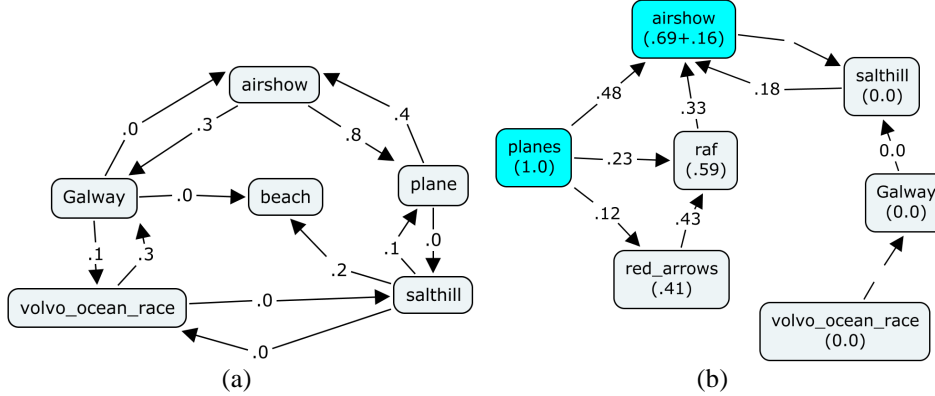 airshow
.0
.3
.8
.4
Galway
.0
beach
plane
.1
.3
.1
.0
.2
volvo_ocean_race
.0
salthill
.0
(a)
airshow
(.69+.16)
salthill
(0.0)
.48
.18
.33
planes
(1.0)
.23
raf
(.59)
0.0
Galway
(0.0)
.12
.43
red_arrows
(.41)
volvo_ocean_race
(0.0)
(b)